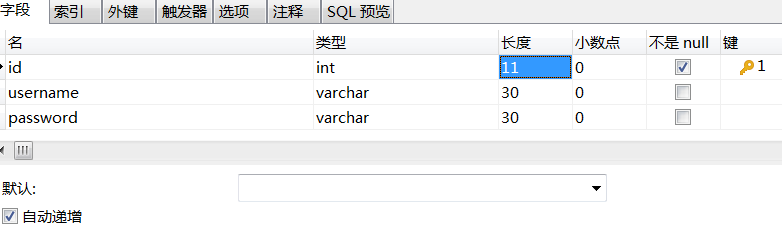 字段 索引 外键 触发器 选项 注释 SQL 预览
名 类型 长度 小数点 不是 null 键
id int 11 0 1
username varchar 30 0
password varchar 30 0
默认:
自动递增